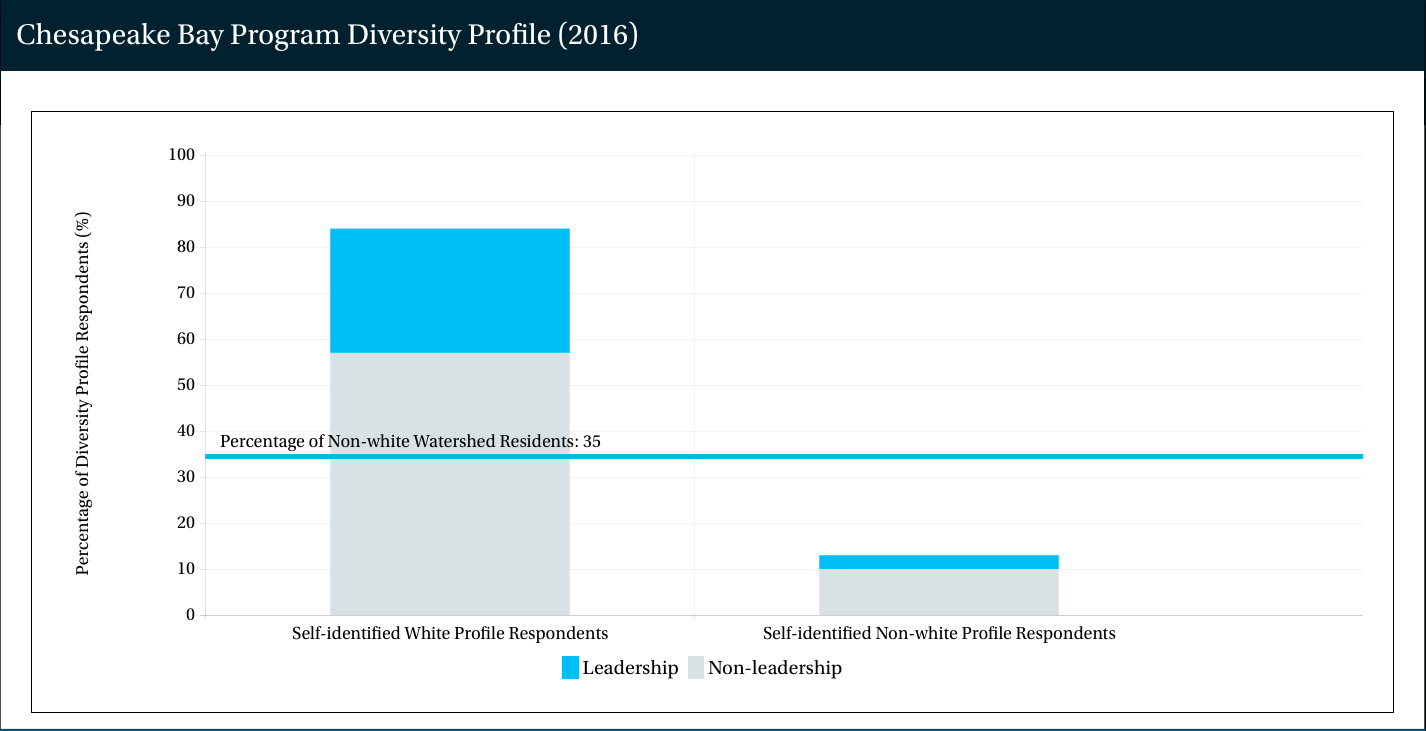 Chesapeake Bay Program Diversity Profile (2016)
Percentage of Diversity Profile Respondents (%)
100
90
80
70
60
50
40
30
20
10
0
Percentage of Non-white Watershed Residents: 35
Self-identified White Profile Respondents
Self-identified Non-white Profile Respondents
Leadership
Non-leadership